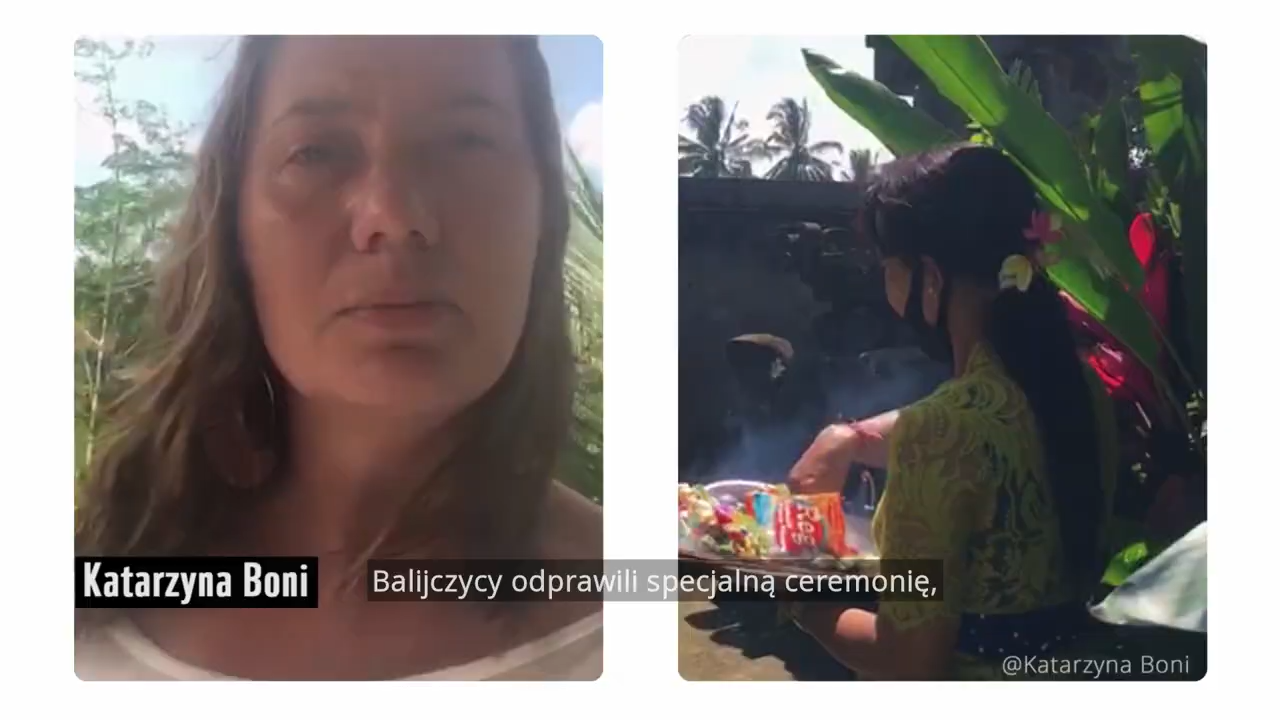 Katarzyna Boni
Balijczycy odprawili specjalną ceremonię,
@Katarzyna Boni